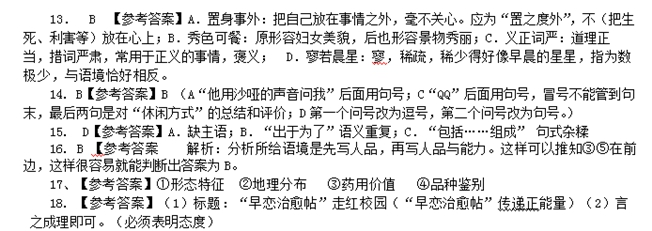 13. B 【参考答案】A．置身事外：把自己放在事情之外，毫不关心。应为“置之度外”，不（把生
死、利害等）放在心上；B．秀色可餐：原形容妇女美貌，后也形容景物秀丽；C．义正词严：道理正
当，措词严肃，常用于正义的事情，褒义； D．寥若晨星：寥，稀疏，稀少得好像早晨的星星，指为数
极少，与语境恰好相反。
14. B【参考答案】B （A“他用沙哑的声音问我”后面用句号；C“QQ”后面用句号，冒号不能管到句
末，最后两句是对“休闲方式”的总结和评价；D第一个问号改为逗号，第二个问号改为句号。）
15. D【参考答案】A．缺主语；B．“出于为了”语义重复；C．“包括……组成” 句式杂糅
16. B 【参考答案 解析：分析所给语境是先写人品，再写人品与能力。这样可以推知③⑤在前
边，这样很容易就能判断出答案为B。
17、【参考答案】①形态特征 ②地理分布 ③药用价值 ④品种鉴别
18. 【参考答案】（1）标题：“早恋治愈帖”走红校园（“早恋治愈帖”传递正能量）（2）言
之成理即可。（必须表明态度）